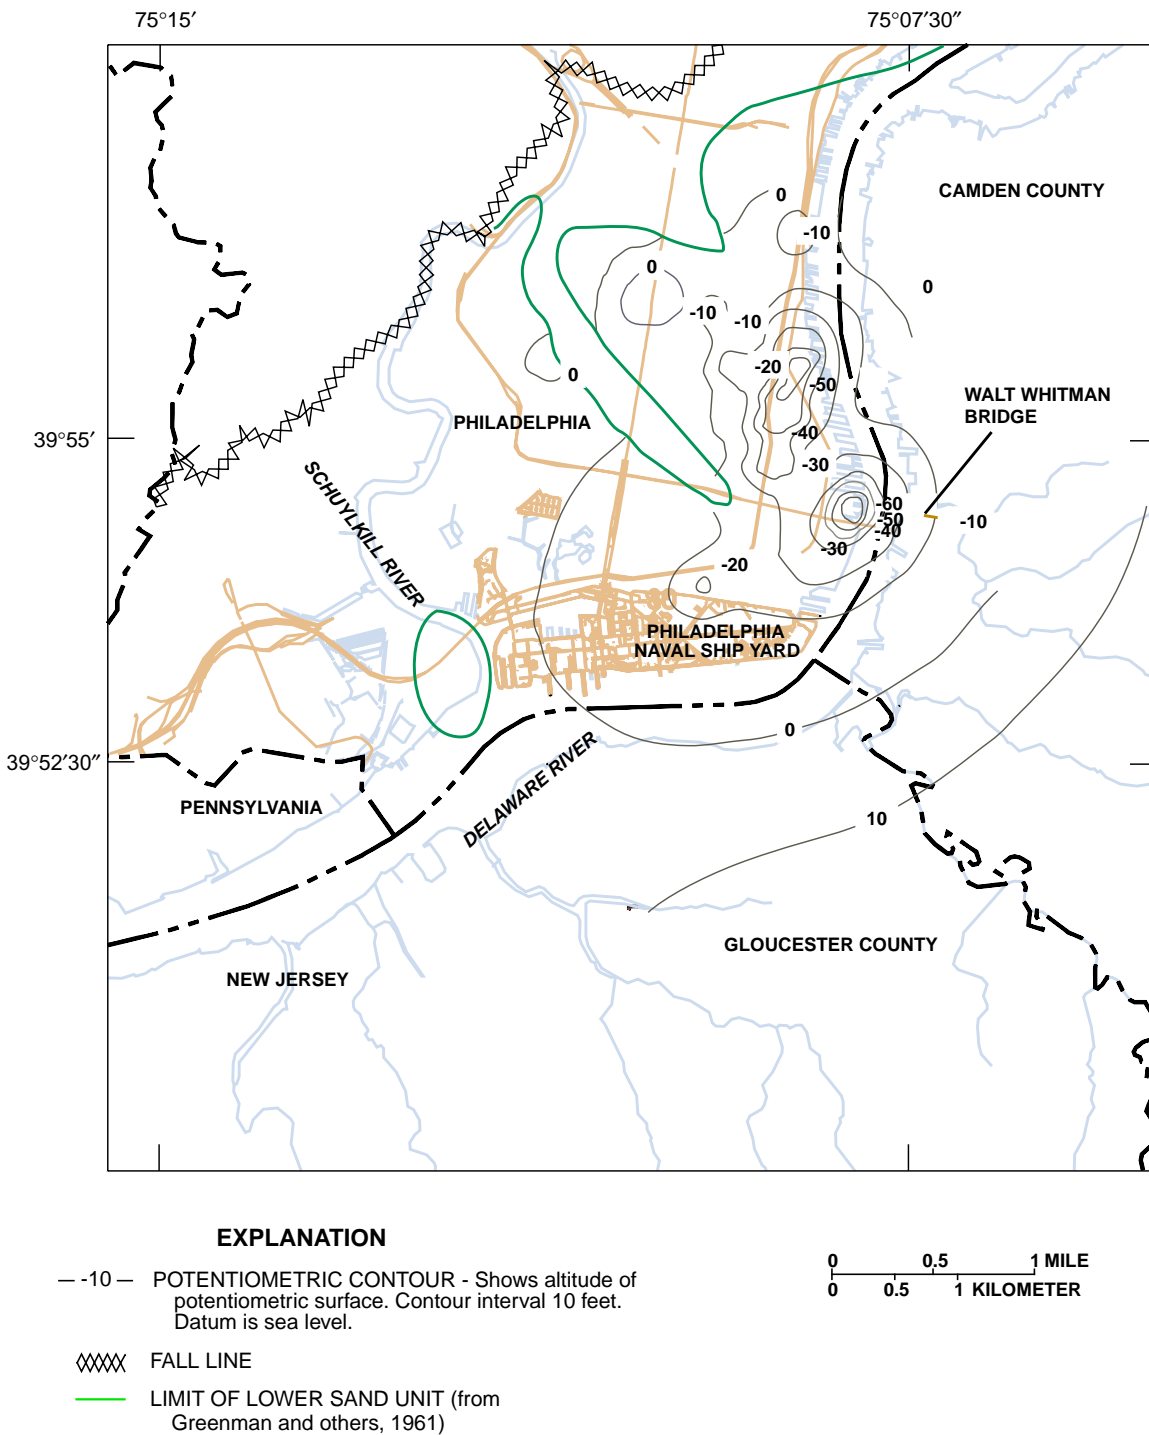 75°15′
75°07′30″
CAMDEN COUNTY
0
-10
0
0
-10
-10
-20
-50
0
WALT WHITMAN
BRIDGE
PHILADELPHIA
39°55′
-40
-30
SCHUYLKILL RIVER
-60
-50
-40
-10
-30
-20
PHILADELPHIA
NAVAL SHIP YARD
0
DELAWARE RIVER
39°52′30″
PENNSYLVANIA
10
GLOUCESTER COUNTY
NEW JERSEY
EXPLANATION
-10
POTENTIOMETRIC CONTOUR - Shows altitude of
potentiometric surface. Contour interval 10 feet.
Datum is sea level.
FALL LINE
LIMIT OF LOWER SAND UNIT (from
Greenman and others, 1961)
0 0.5 1 MILE
0 0.5 1 KILOMETER